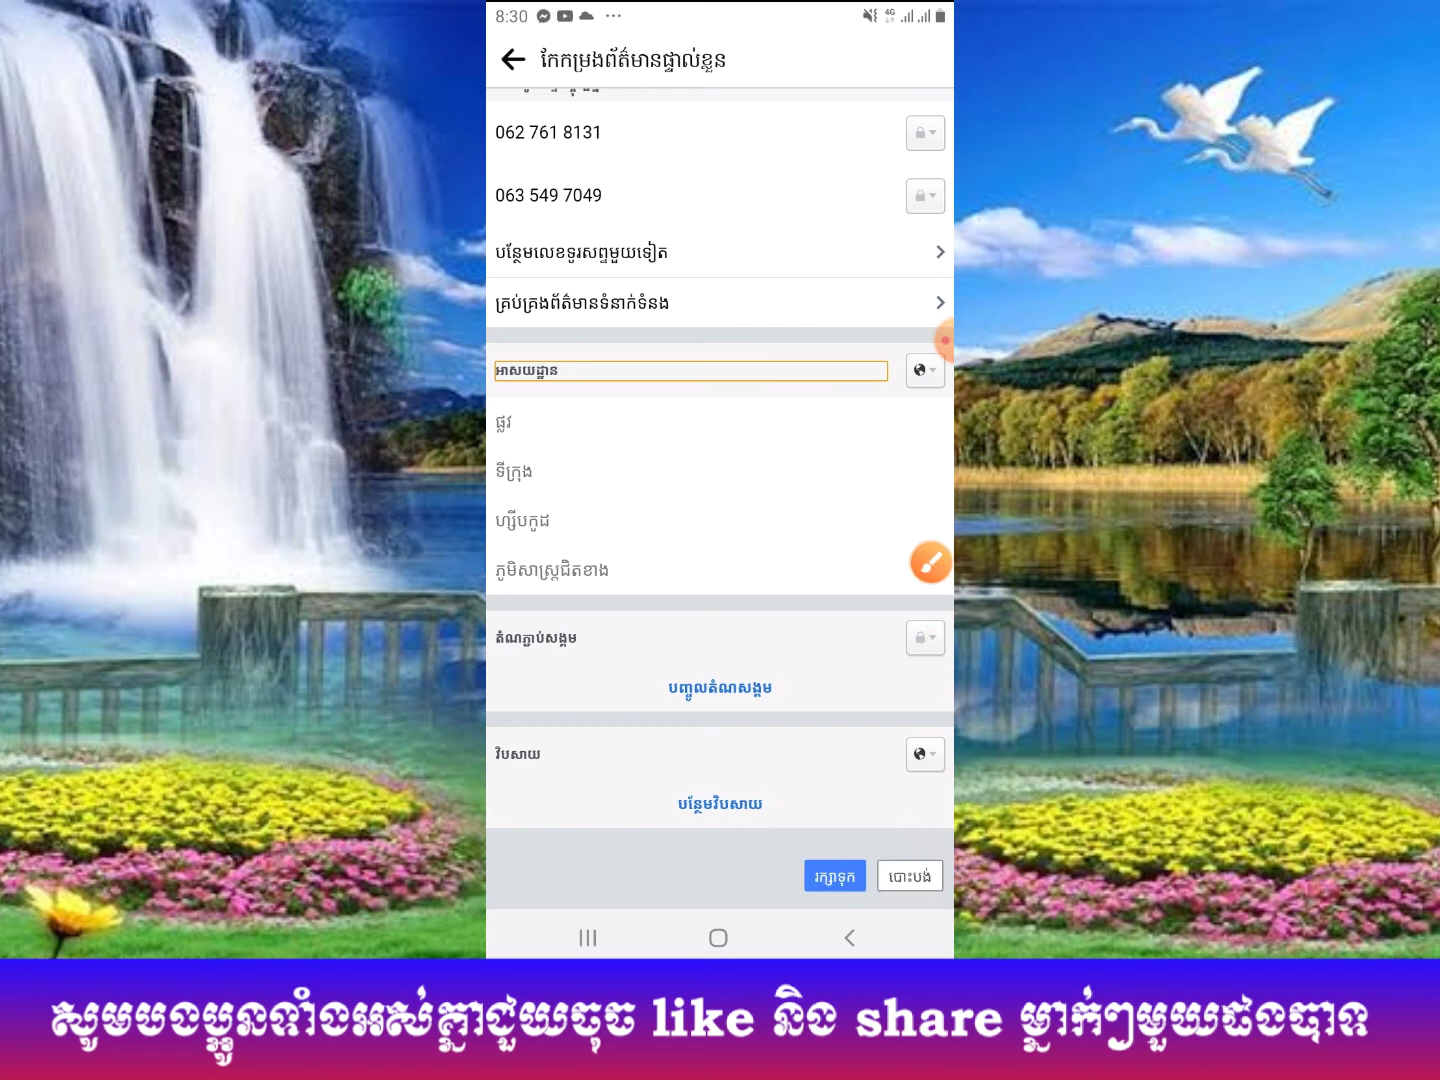 8:30
4G
កែកម្រងព័ត៌មានផ្ទាល់ខ្លួន
062 761 8131
063 549 7049
បន្ថែមលេខទូរសព្ទមួយទៀត
គ្រប់គ្រងព័ត៌មានទំនាក់ទំនង
អាសយដ្ឋាន
ផ្លូវ
ទីក្រុង
ហ្ស៊ីបកូដ
ភូមិសាស្ត្រជិតខាង
តំណភ្ជាប់សង្គម
បញ្ចូលតំណសង្គម
វិបសាយ
បន្ថែមវិបសាយ
រក្សាទុក
បោះបង់
សូមបងប្អូនទាំងអស់គ្នាជួយចុច like និង share ម្នាក់ៗមួយផងបាទ